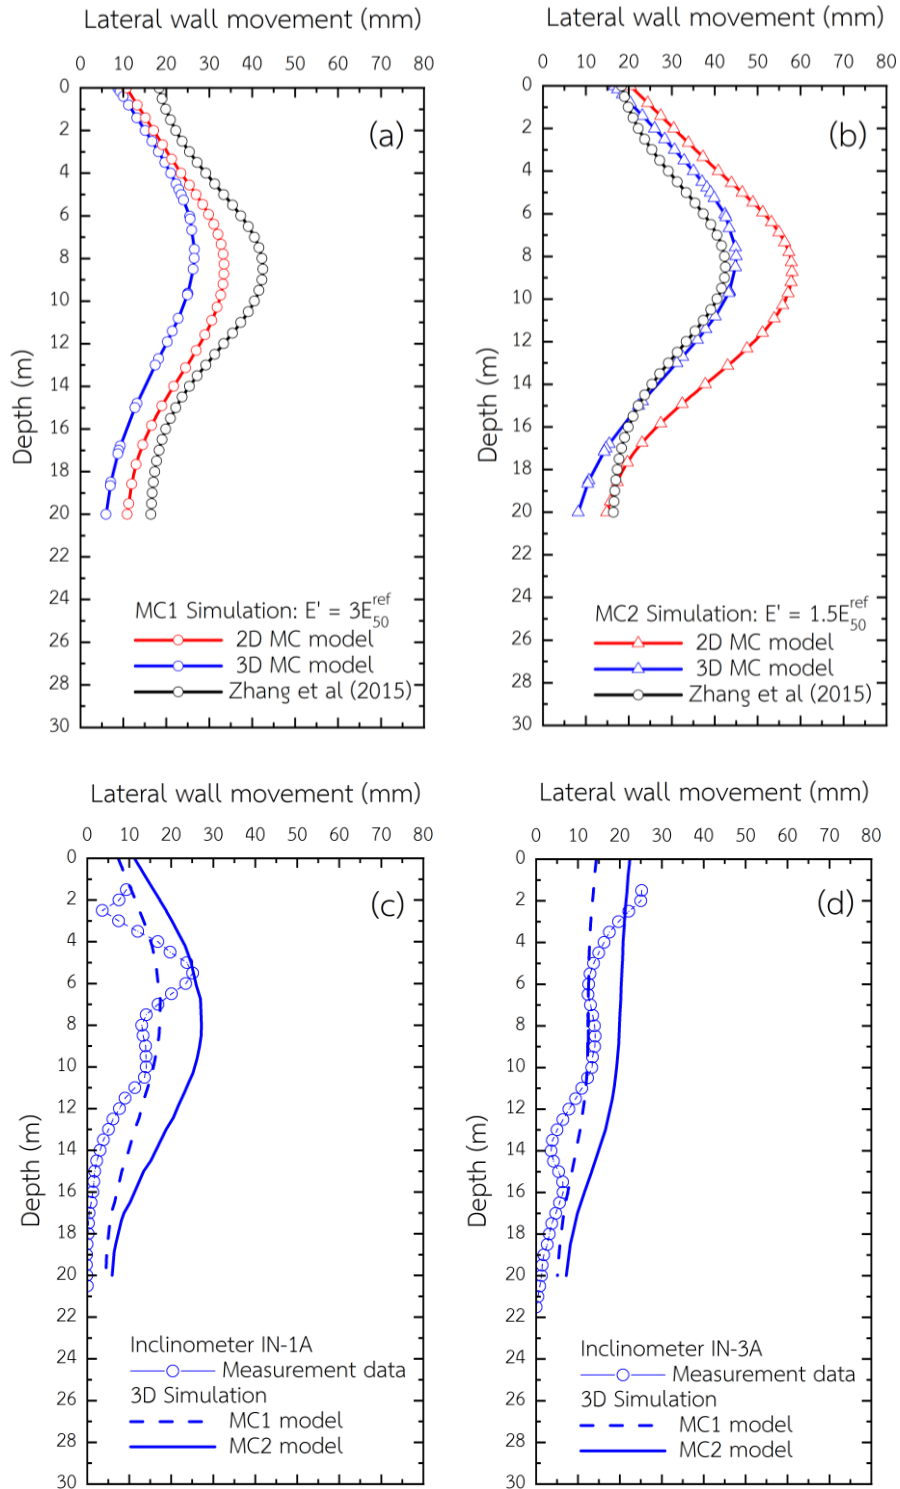 Lateral wall movement (mm)
0 10 20 30 40 50 60 70 80
0
2
4
6
8
10
12
14
16
18
20
22
24
26
28
30
Depth (m)
(a)
MC1 Simulation: E' = 3E50ref
2D MC model
3D MC model
Zhang et al (2015)
Lateral wall movement (mm)
0 10 20 30 40 50 60 70 80
0
2
4
6
8
10
12
14
16
18
20
22
24
26
28
30
Depth (m)
(b)
MC2 Simulation: E' = 1.5E50ref
2D MC model
3D MC model
Zhang et al (2015)
Lateral wall movement (mm)
0 10 20 30 40 50 60 70 80
0
2
4
6
8
10
12
14
16
18
20
22
24
26
28
30
Depth (m)
(c)
Inclinometer IN-1A
Measurement data
3D Simulation
MC1 model
MC2 model
Lateral wall movement (mm)
0 10 20 30 40 50 60 70 80
0
2
4
6
8
10
12
14
16
18
20
22
24
26
28
30
Depth (m)
(d)
Inclinometer IN-3A
Measurement data
3D Simulation
MC1 model
MC2 model